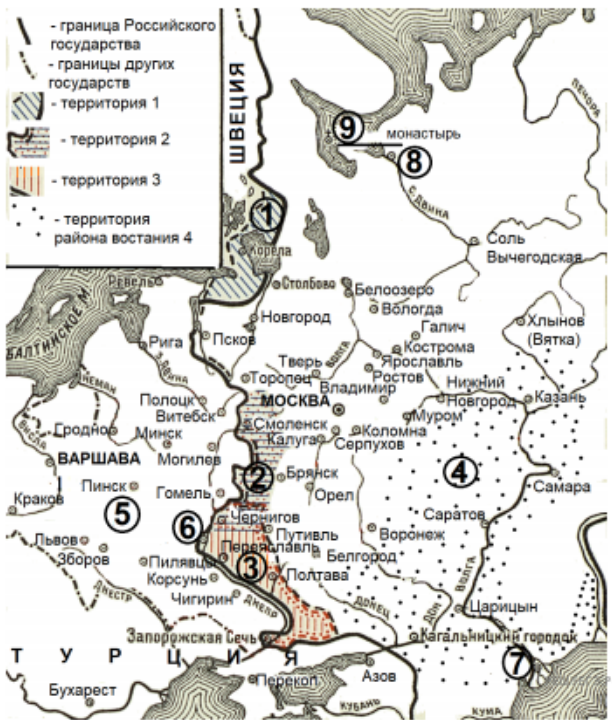 - граница Российского
государства
- границы других
государств
- территория 1
- территория 2
- территория 3
- территория
района востания 4
ШВЕЦИЯ
ПЕЧОРА
9
монастырь
8
С. ДВИНА
1
Корела
Соль
Вычегодская
Ревель
Столбово
Белоозеро
Вологда
БАЛТИЙСКОЕ М.
Новгород
Галич
Хлынов
(Вятка)
Рига
Псков
Кострома
З. ДВИНА
Тверь
ВОЛГА
Ярославль
Ростов
НЕМАН
Торопец
Владимир
Нижний
Новгород
Казань
Полоцк
Витебск
МОСКВА
Муром
ВИСЛА
Гродно
Минск
Смоленск
Коломна
Калуга
Серпухов
ВАРШАВА
Могилев
2
Брянск
4
Самара
Пинск
Гомель
Орел
Краков
5
6
Чернигов
Саратов
Путивль
Воронеж
Львов
Переяславль
Белгород
Зборов
Пилявцы
3
Полтава
ВОЛГА
Корсунь
Чигирин
ДНЕСТР
ДНЕПР
ДОНЕЦ
ДОН
Царицын
Запорожская Сечь
Кагальницкий городок
ТУРЦИЯ
7
Азов
Перекоп
Бухарест
КУБАНЬ
КУМА